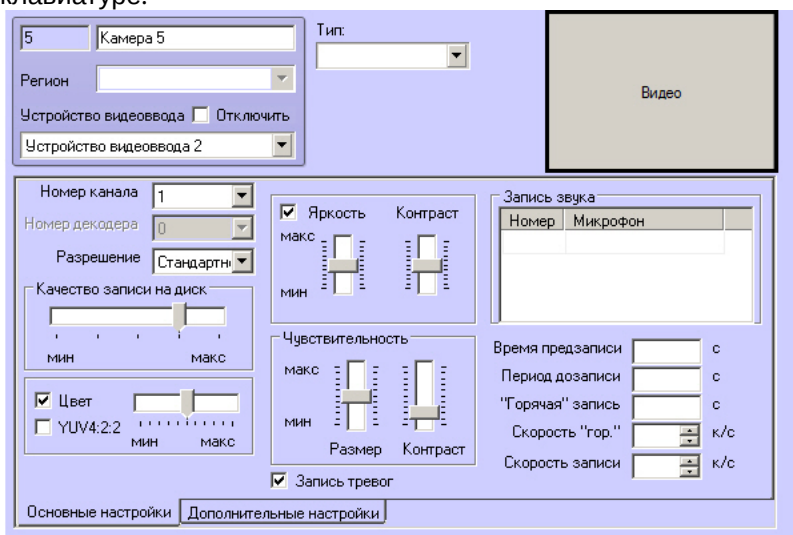 клавиатуре.
5 Камера 5
Тип:
Регион
Видео
Устройство видеоввода Отключить
Устройство видеоввода 2
Номер канала 1
Номер декодера 0
Разрешение Стандартн
Качество записи на диск
мин макс
Цвет
YUV4:2:2
мин макс
Яркость Контраст
макс
мин
Чувствительность
макс
мин
Размер Контраст
Запись тревог
Запись звука
Номер Микрофон
Время предзаписи с
Период дозаписи с
"Горячая" запись с
Скорость "гор." к/с
Скорость записи к/с
Основные настройки Дополнительные настройки